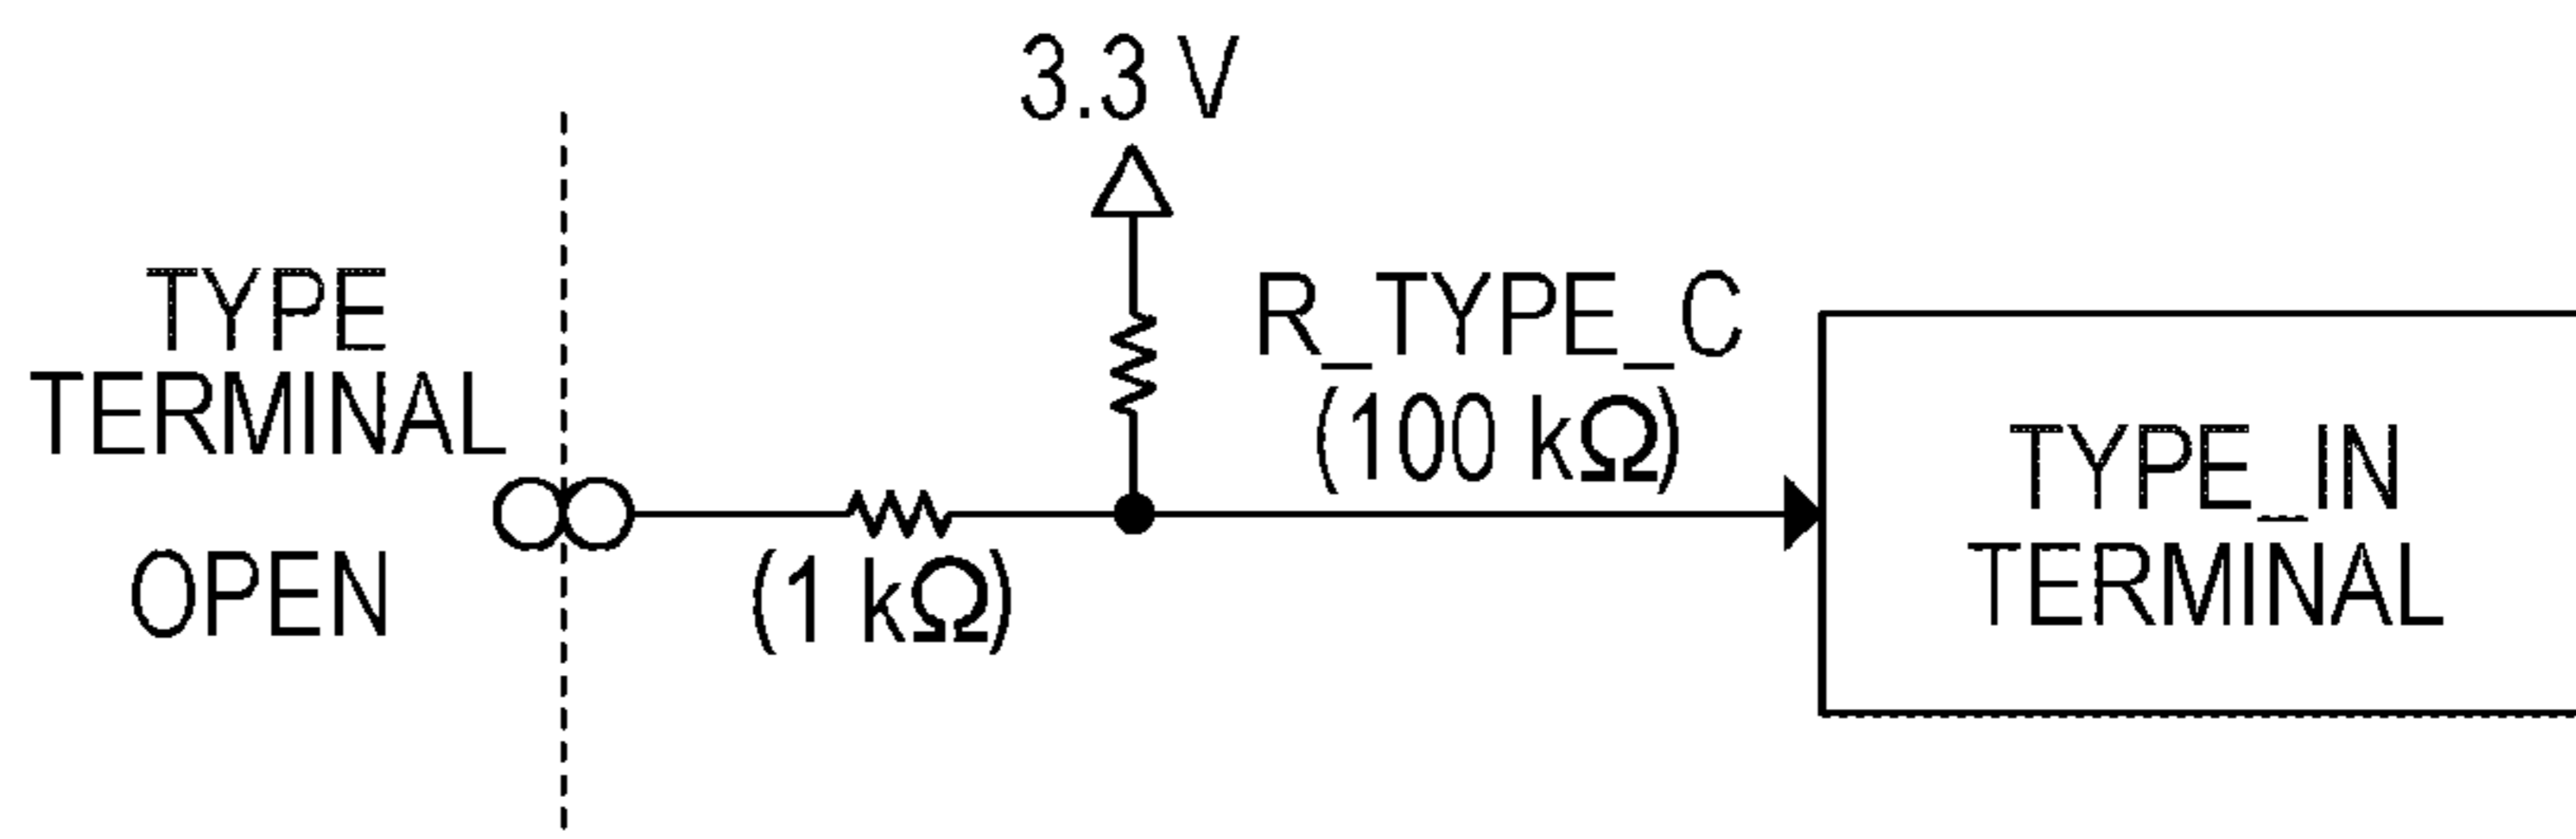 3.3 V
TYPE
TERMINAL
OPEN
(1 kΩ)
R_TYPE_C
(100 kΩ)
TYPE_IN
TERMINAL